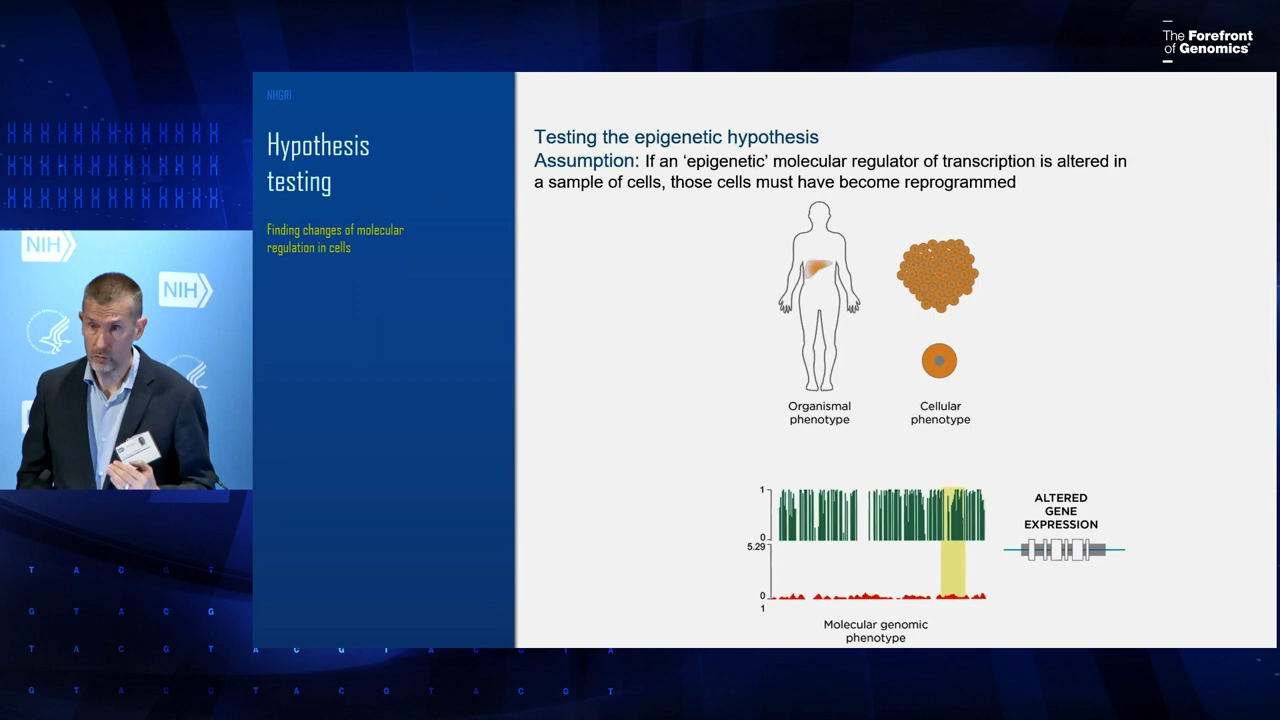 The Forefront
of Genomics®
NHGRI
Hypothesis
testing
Finding changes of molecular
regulation in cells
Testing the epigenetic hypothesis
Assumption: If an ‘epigenetic’ molecular regulator of transcription is altered in
a sample of cells, those cells must have become reprogrammed
Organismal
phenotype
Cellular
phenotype
1
0
5.29
0
1
ALTERED
GENE
EXPRESSION
Molecular genomic
phenotype
NIH
NIH
T A C G T
G T A C G
T A C G T A C G T A C G T A
G T A C G T A C G T A C G T